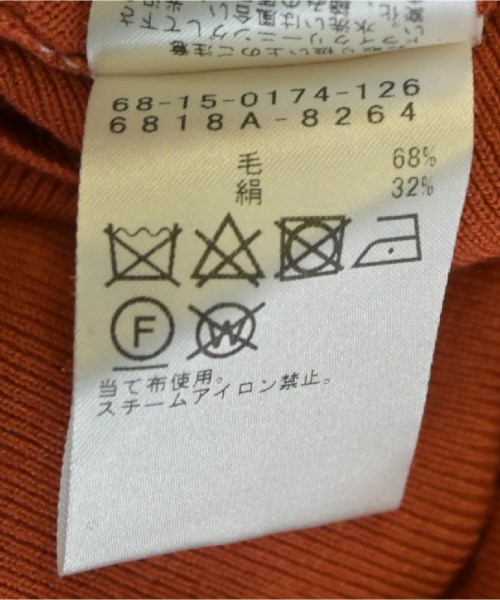 68-15-0174-126
6818A-8264
毛 68%
絹 32%
F W
当て布使用。
スチームアイロン禁止。